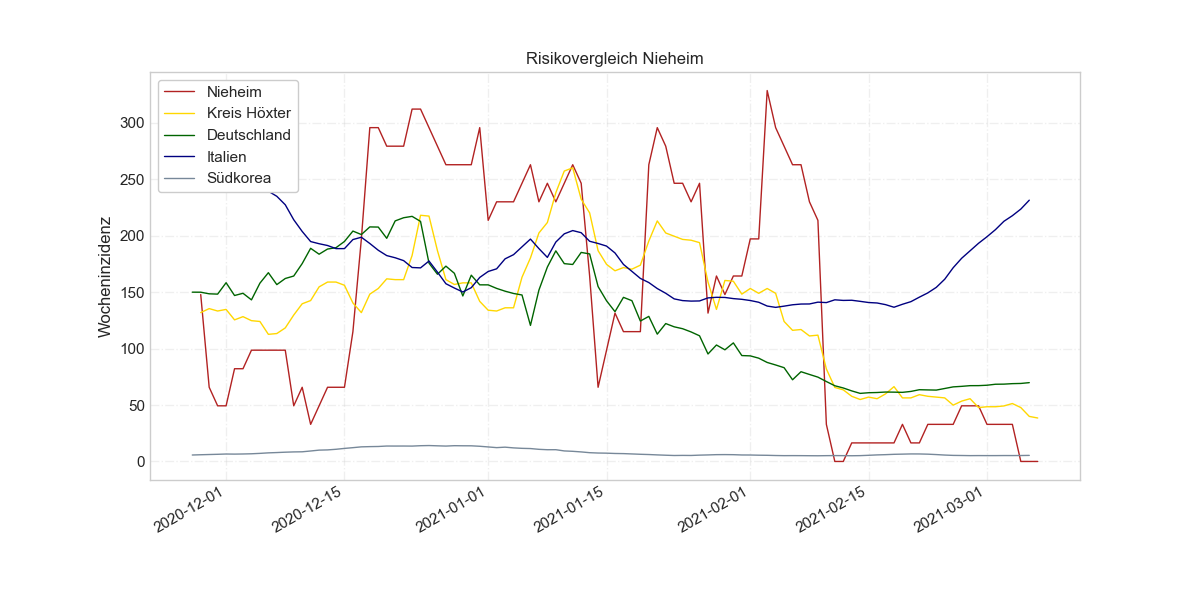 Risikovergleich Nieheim
Nieheim
Kreis Höxter
Deutschland
Italien
Südkorea
Wocheninzidenz
300
250
200
150
100
50
0
2020-12-01
2020-12-15
2021-01-01
2021-01-15
2021-02-01
2021-02-15
2021-03-01